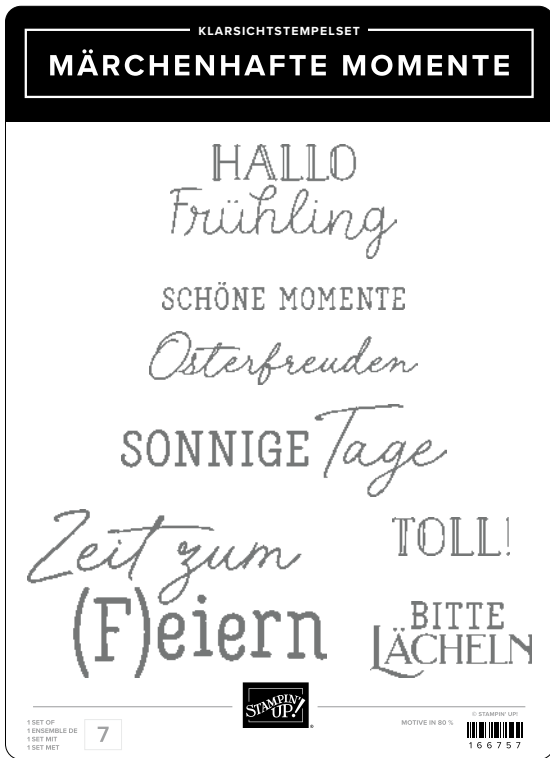 KLARSICHTSTEMPELSET
MÄRCHENHAFTE MOMENTE
HALLO
Frühling
SCHÖNE MOMENTE
Osterfreuden
SONNIGE Tage
Zeit zum
(F)eiern
TOLL!
BITTE
LÄCHELN
1 SET OF
1 ENSEMBLE DE
1 SET MIT
1 SET MET
7
STAMPIN' UP!®
MOTIVE IN 80 %
© STAMPIN' UP!
166757